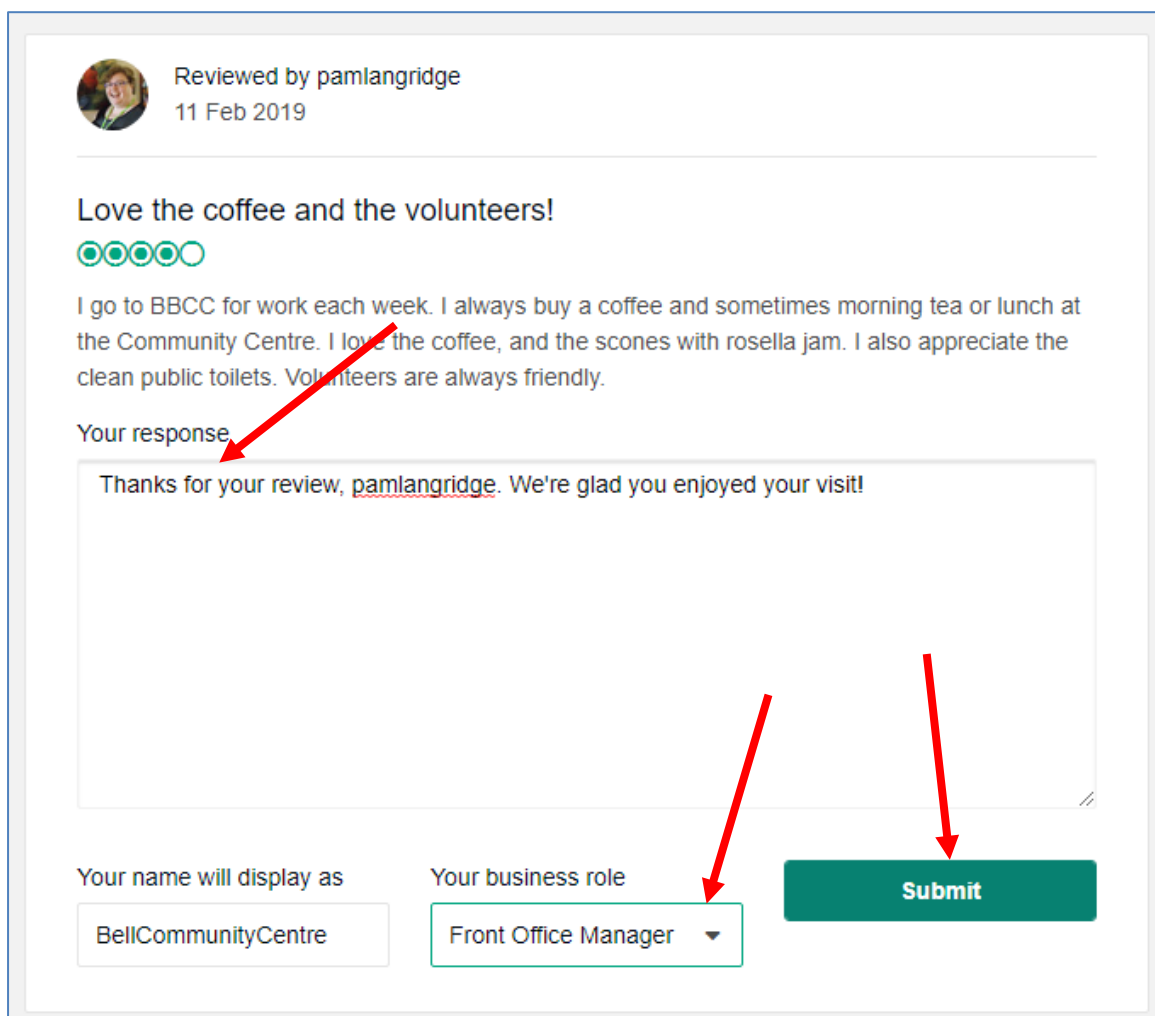 Reviewed by pamlangridge
11 Feb 2019
Love the coffee and the volunteers!
I go to BBCC for work each week. I always buy a coffee and sometimes morning tea or lunch at
the Community Centre. I love the coffee, and the scones with rosella jam. I also appreciate the
clean public toilets. Volunteers are always friendly.
Your response
Thanks for your review, pamlangridge. We're glad you enjoyed your visit!
Your name will display as
BellCommunityCentre
Your business role
Front Office Manager
Submit